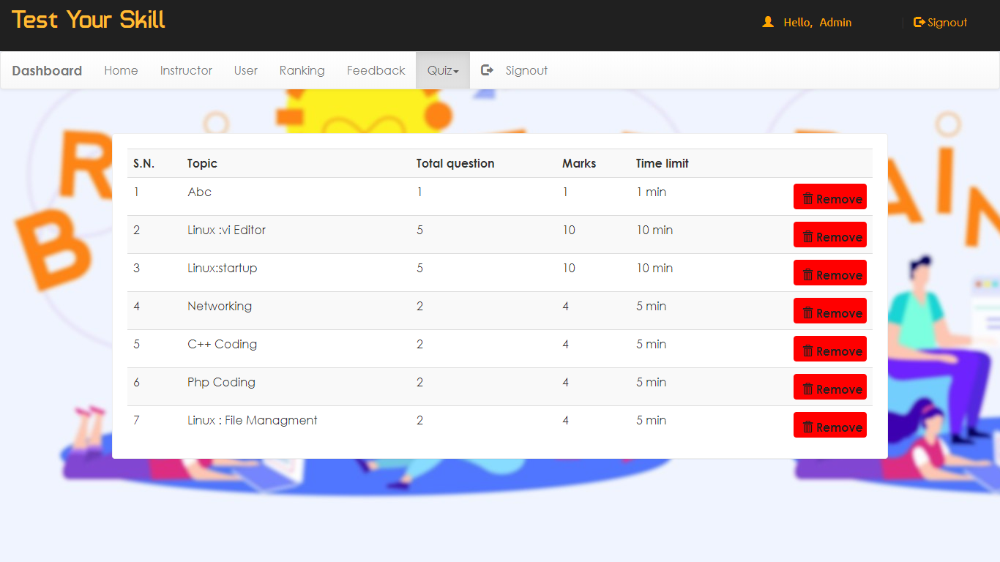 Test Your Skill
Hello, Admin | Signout
Dashboard Home Instructor User Ranking Feedback Quiz Signout
S.N. Topic Total question Marks Time limit
1 Abc 1 1 1 min Remove
2 Linux :vi Editor 5 10 10 min Remove
3 Linux:startup 5 10 10 min Remove
4 Networking 2 4 5 min Remove
5 C++ Coding 2 4 5 min Remove
6 Php Coding 2 4 5 min Remove
7 Linux : File Managment 2 4 5 min Remove